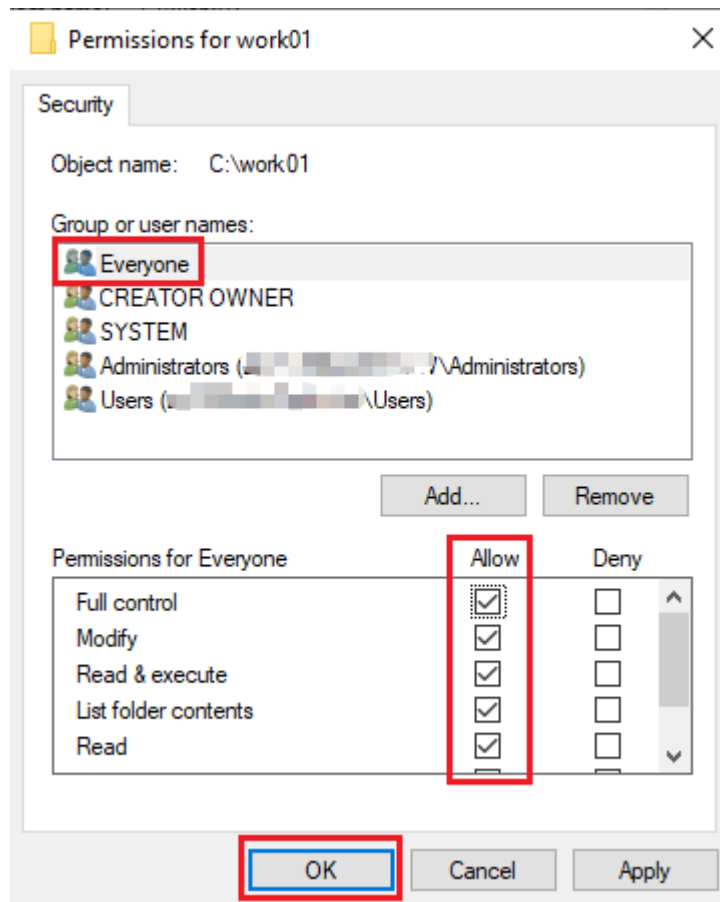 Permissions for work01
Security
Object name: C:\work01
Group or user names:
Everyone
CREATOR OWNER
SYSTEM
Administrators ( \Administrators)
Users ( \Users)
Add... Remove
Permissions for Everyone Allow Deny
Full control
Modify
Read & execute
List folder contents
Read
OK Cancel Apply